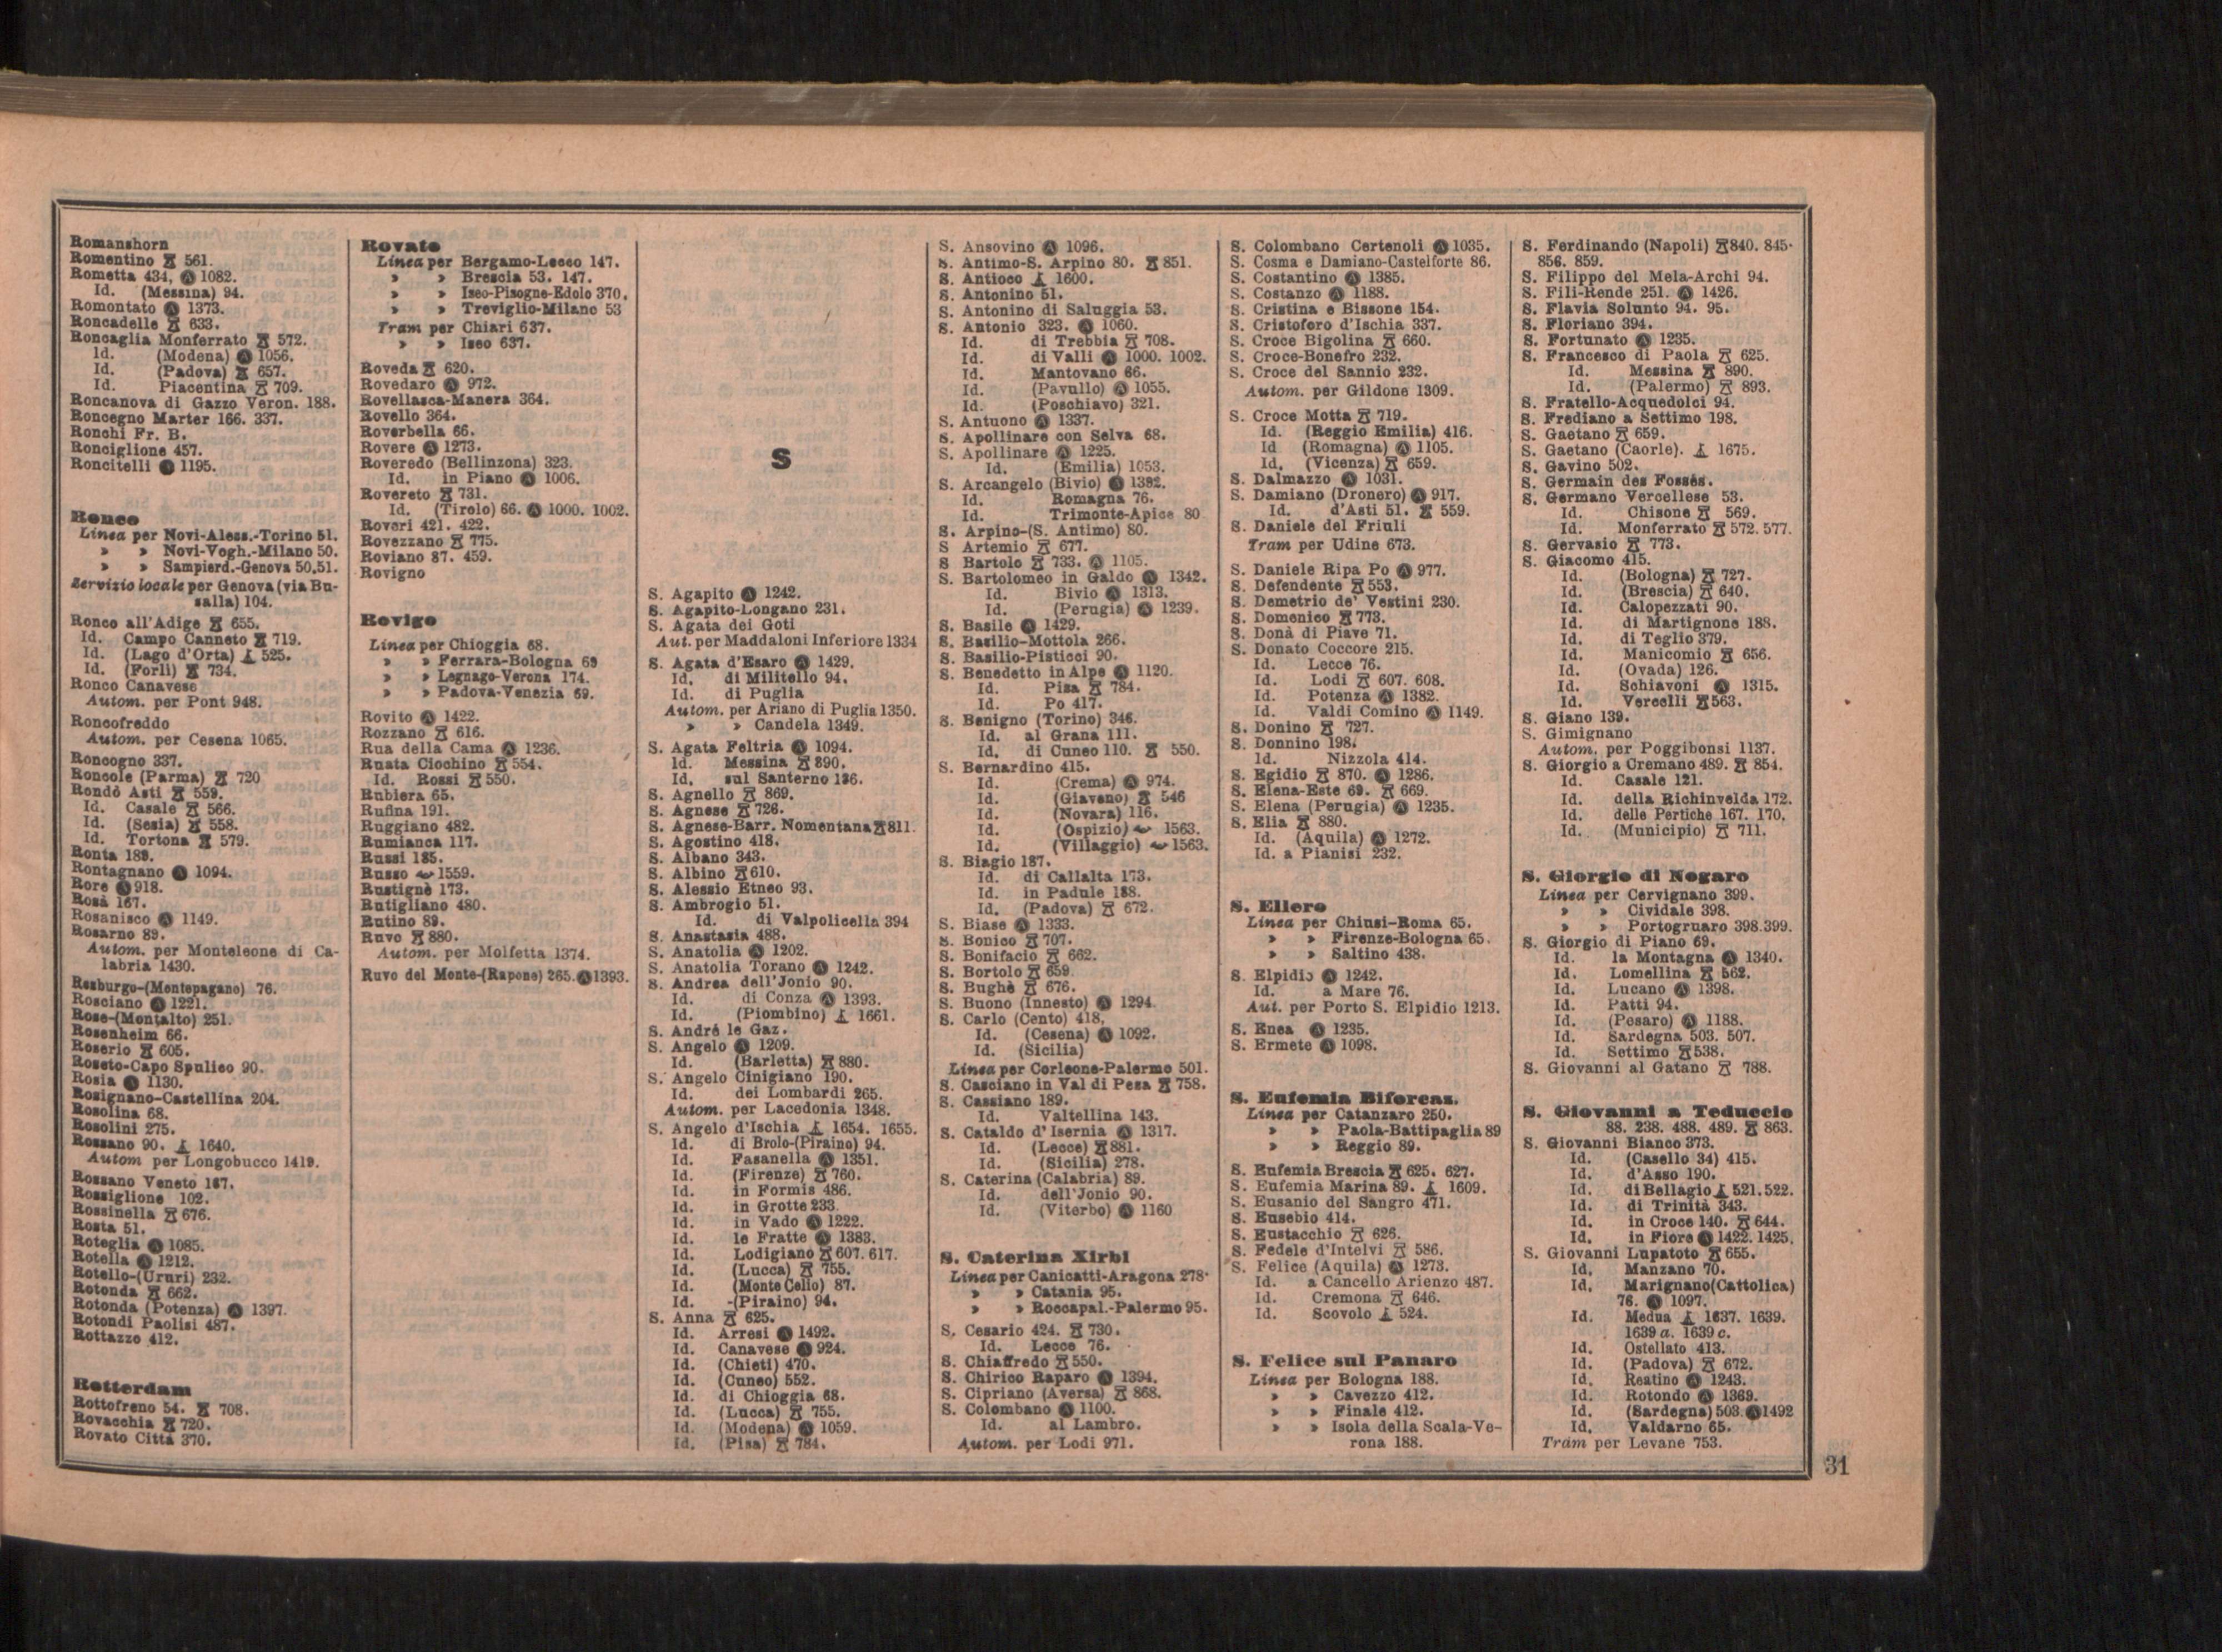 Romanshorn
Romentino 561.
Rometta 434, Ⓐ 1082.
Id. (Messina) 94.
Romontato Ⓐ 1373.
Roncadelle 633.
Roncaglia Monferrato 572.
Id. (Modena) Ⓐ 1056.
Id. (Padova) 657.
Id. Piacentina 709.
Roncanova di Gazzo Veron. 188.
Roncegno Marter 166. 337.
Ronchi Fr. B.
Ronciglione 457.
Roncitelli Ⓐ 1195.
Ronco
Linea per Novi-Aless.-Torino 51.
» » Novi-Vogh.-Milano 50.
» » Sampierd.-Genova 50,51.
Servizio locale per Genova (via Bu-
salla) 104.
Ronco all'Adige 655.
Id. Campo Canneto 719.
Id. (Lago d'Orta) 525.
Id. (Forlì) 734.
Ronco Canavese
Autom. per Pont 948.
Roncofreddo
Autom. per Cesena 1065.
Roncogno 337.
Roncole (Parma) 720
Rondò Asti 559.
Id. Casale 566.
Id. (Sesia) 558.
Id. Tortona 579.
Ronta 189.
Rontagnano Ⓐ 1094.
Rore Ⓐ 918.
Rosà 167.
Rosanisco Ⓐ 1149.
Rosarno 89.
Autom. per Monteleone di Ca-
labria 1430.
Rosburgo-(Montepagano) 76.
Rosciano Ⓐ 1221.
Rose-(Montalto) 251.
Rosenheim 66.
Roserio 605.
Roseto-Capo Spulico 90.
Rosia Ⓐ 1130.
Rosignano-Castellina 204.
Rosolina 68.
Rosolini 275.
Rossano 90. 1640.
Autom per Longobucco 1419.
Rossano Veneto 167.
Rossiglione 102.
Rossinella 676.
Rosta 51.
Roteglia Ⓐ 1085.
Rotella Ⓐ 1212.
Rotello-(Ururi) 232.
Rotonda 662.
Rotonda (Potenza) Ⓐ 1397.
Rotondi Paolisi 487.
Rottazzo 412.
Rotterdam
Rottofreno 54. 708.
Rovacchia 720.
Rovato Città 370.
Rovato
Linea per Bergamo-Lecco 147.
» » Brescia 53. 147.
» » Iseo-Pisogne-Edolo 370.
» » Treviglio-Milano 53
Tram per Chiari 637.
» » Iseo 637.
Roveda 620.
Rovedaro Ⓐ 972.
Rovellasca-Manera 364.
Rovello 364.
Roverbella 66.
Rovere Ⓐ 1273.
Roveredo (Bellinzona) 323.
Id. in Piano Ⓐ 1006.
Rovereto 731.
Id. (Tirolo) 66. Ⓐ 1000. 1002.
Roveri 421. 422.
Rovezzano 775.
Roviano 87. 459.
Rovigno
Rovigo
Linea per Chioggia 68.
» » Ferrara-Bologna 69
» » Legnago-Verona 174.
» » Padova-Venezia 69.
Rovito Ⓐ 1422.
Rozzano 616.
Rua della Cama Ⓐ 1236.
Ruata Ciochino 554.
Id. Rossi 550.
Rubiera 65.
Rufina 191.
Ruggiano 482.
Rumianca 117.
Russi 185.
Russo 1559.
Rustignè 173.
Rutigliano 480.
Rutino 89.
Ruvo 880.
Autom. per Molfetta 1374.
Ruvo del Monte-(Rapone) 265. Ⓐ 1393.
S
S. Agapito Ⓐ 1242.
S. Agapito-Longano 231.
S. Agata dei Goti
Aut. per Maddaloni Inferiore 1334
S. Agata d'Esaro Ⓐ 1429.
Id. di Militello 94.
Id. di Puglia
Autom. per Ariano di Puglia 1350.
» » Candela 1349.
S. Agata Feltria Ⓐ 1094.
Id. Messina 890.
Id. sul Santerno 186.
S. Agnello 869.
S. Agnese 726.
S. Agnese-Barr. Nomentana 811.
S. Agostino 418.
S. Albano 343.
S. Albino 610.
S. Alessio Etneo 93.
S. Ambrogio 51.
Id. di Valpolicella 394
S. Anastasia 488.
S. Anatolia Ⓐ 1202.
S. Anatolia Torano Ⓐ 1242.
S. Andrea dell'Jonio 90.
Id. di Conza Ⓐ 1393.
Id. (Piombino) 1661.
S. Andrè le Gaz.
S. Angelo Ⓐ 1209.
Id. (Barletta) 880.
S. Angelo Cinigiano 190.
Id. dei Lombardi 265.
Autom. per Lacedonia 1348.
S. Angelo d'Ischia 1654. 1655.
Id. di Brolo-(Piraino) 94.
Id. Fasanella Ⓐ 1351.
Id. (Firenze) 760.
Id. in Formis 486.
Id. in Grotte 233.
Id. in Vado Ⓐ 1222.
Id. le Fratte Ⓐ 1383.
Id. Lodigiano 607. 617.
Id. (Lucca) 755.
Id. (Monte Celio) 87.
Id. -(Piraino) 94.
S. Anna 625.
Id. Arresi Ⓐ 1492.
Id. Canavese Ⓐ 924.
Id. (Chieti) 470.
Id. (Cuneo) 552.
Id. di Chioggia 68.
Id. (Lucca) 755.
Id. (Modena) Ⓐ 1059.
Id. (Pisa) 784.
S. Ansovino Ⓐ 1096.
S. Antimo-S. Arpino 80. 851.
S. Antioco 1600.
S. Antonino 51.
S. Antonino di Saluggia 53.
S. Antonio 323. Ⓐ 1060.
Id. di Trebbia 708.
Id. di Valli Ⓐ 1000. 1002.
Id. Mantovano 66.
Id. (Pavullo) Ⓐ 1055.
Id. (Poschiavo) 321.
S. Antuono Ⓐ 1337.
S. Apollinare con Selva 68.
S. Apollinare Ⓐ 1225.
Id. (Emilia) 1053.
S. Arcangelo (Bivio) Ⓐ 1382.
Id. Romagna 76.
Id. Trimonte-Apice 80
S. Arpino-(S. Antimo) 80.
S Artemio 677.
S Bartolo 733. Ⓐ 1105.
S. Bartolomeo in Galdo Ⓐ 1342.
Id. Bivio Ⓐ 1313.
Id. (Perugia) Ⓐ 1239.
S. Basile Ⓐ 1429.
S. Basilio-Mottola 266.
S. Basilio-Pisticci 90.
S. Benedetto in Alpe Ⓐ 1120.
Id. Pisa 784.
Id. Po 417.
S. Benigno (Torino) 346.
Id. al Grana 111.
Id. di Cuneo 110. 550.
S. Bernardino 415.
Id. (Crema) Ⓐ 974.
Id. (Giaveno) 546
Id. (Novara) 116.
Id. (Ospizio) 1563.
Id. (Villaggio) 1563.
S. Biagio 187.
Id. di Callalta 173.
Id. in Padule 188.
Id. (Padova) 672.
S. Biase Ⓐ 1333.
S. Bonico 707.
S. Bonifacio 662.
S. Bortolo 659
S. Bughè 676.
S. Buono (Innesto) Ⓐ 1294.
S. Carlo (Cento) 418,
Id. (Cesena) Ⓐ 1092.
Id. (Sicilia)
Linea per Corleone-Palermo 501.
S. Casciano in Val di Pesa 758.
S. Cassiano 189.
Id. Valtellina 143.
S. Cataldo d'Isernia Ⓐ 1317.
Id. (Lecce) 881.
Id. (Sicilia) 278.
S. Caterina (Calabria) 89.
Id. dell'Jonio 90.
Id. (Viterbo) Ⓐ 1160
S. Caterina Xirbi
Linea per Canicattì-Aragona 278.
» » Catania 95.
» » Roccapal.-Palermo 95.
S. Cesario 424. 730.
Id. Lecce 76.
S. Chiaffredo 550.
S. Chirico Raparo Ⓐ 1394.
S. Cipriano (Aversa) 868.
S. Colombano Ⓐ 1100.
Id. al Lambro.
Autom. per Lodi 971.
S. Colombano Certenoli Ⓐ 1035.
S. Cosma e Damiano-Castelforte 86.
S. Costantino Ⓐ 1385.
S. Costanzo Ⓐ 1188.
S. Cristina e Bissone 154.
S. Cristoforo d'Ischia 337.
S. Croce Bigolina 660.
S. Croce-Bonefro 232.
S. Croce del Sannio 232.
Autom. per Gildone 1309.
S. Croce Motta 719.
Id. (Reggio Emilia) 416.
Id (Romagna) Ⓐ 1105.
Id. (Vicenza) 659.
S. Dalmazzo Ⓐ 1031.
S. Damiano (Dronero) Ⓐ 917.
Id. d'Asti 51. 559.
S. Daniele del Friuli
Tram per Udine 673.
S. Daniele Ripa Po Ⓐ 977.
S. Defendente 553.
S. Demetrio de' Vestini 230.
S. Domenico 773.
S. Donà di Piave 71.
S. Donato Coccore 215.
Id. Lecce 76.
Id. Lodi 607. 608.
Id. Potenza Ⓐ 1382.
Id. Valdi Comino Ⓐ 1149.
S. Donino 727.
S. Donnino 198.
Id. Nizzola 414.
S. Egidio 870. Ⓐ 1286.
S. Elena-Este 69. 669.
S. Elena (Perugia) Ⓐ 1235.
S. Elia 880.
Id. (Aquila) Ⓐ 1272.
Id. a Pianisi 232.
S. Ellero
Linea per Chiusi-Roma 65.
» » Firenze-Bologna 65.
» » Saltino 438.
S. Elpidio Ⓐ 1242.
Id. a Mare 76.
Aut. per Porto S. Elpidio 1213.
S. Enea Ⓐ 1235.
S. Ermete Ⓐ 1098.
S. Eufemia Biforcaz.
Linea per Catanzaro 250.
» » Paola-Battipaglia 89
» » Reggio 89.
S. Eufemia Brescia 625. 627.
S. Eufemia Marina 89. 1609.
S. Eusanio del Sangro 471.
S. Eusebio 414.
S. Eustacchio 626.
S. Fedele d'Intelvi 586.
S. Felice (Aquila) Ⓐ 1273.
Id. a Cancello Arienzo 487.
Id. Cremona 646.
Id. Scovolo 524.
S. Felice sul Panaro
Linea per Bologna 188.
» » Cavezzo 412.
» » Finale 412.
» » Isola della Scala-Ve-
rona 188.
S. Ferdinando (Napoli) 840. 845.
856. 859.
S. Filippo del Mela-Archi 94.
S. Fili-Rende 251. Ⓐ 1426.
S. Flavia Solunto 94. 95.
S. Floriano 394.
S. Fortunato Ⓐ 1235.
S. Francesco di Paola 625.
Id. Messina 890.
Id. (Palermo) 893.
S. Fratello-Acquedolci 94.
S. Frediano a Settimo 198.
S. Gaetano 659.
S. Gaetano (Caorle). 1675.
S. Gavino 502.
S. Germain des Fossès.
S. Germano Vercellese 53.
Id. Chisone 569.
Id. Monferrato 572. 577.
S. Gervasio 773.
S. Giacomo 415.
Id. (Bologna) 727.
Id. (Brescia) 640.
Id. Calopezzati 90.
Id. di Martignone 188.
Id. di Teglio 379.
Id. Manicomio 656.
Id. (Ovada) 126.
Id. Schiavoni Ⓐ 1315.
Id. Vercelli 563.
S. Giano 139.
S. Gimignano
Autom. per Poggibonsi 1137.
S. Giorgio a Cremano 489. 854.
Id. Casale 121.
Id. della Richinvelda 172.
Id. delle Pertiche 167. 170.
Id. (Municipio) 711.
S. Giorgio di Nogaro
Linea per Cervignano 399.
» » Cividale 398.
» » Portogruaro 398.399.
S. Giorgio di Piano 69.
Id. la Montagna Ⓐ 1340.
Id. Lomellina 562.
Id. Lucano Ⓐ 1398.
Id. Patti 94.
Id. (Pesaro) Ⓐ 1188.
Id. Sardegna 503. 507.
Id. Settimo 538.
S. Giovanni al Gatano 788.
S. Giovanni a Teduccio
88. 238. 488. 489. 863.
S. Giovanni Bianco 373.
Id. (Casello 34) 415.
Id. d'Asso 190.
Id. di Bellagio 521.522.
Id. di Trinità 343.
Id. in Croce 140. 644.
Id. in Fiore Ⓐ 1422. 1425.
S. Giovanni Lupatoto 655.
Id. Manzano 70.
Id. Marignano(Cattolica)
76. Ⓐ 1097.
Id. Medua 1637. 1639.
1639 a. 1639 c.
Id. Ostellato 413.
Id. (Padova) 672.
Id. Reatino Ⓐ 1243.
Id. Rotondo Ⓐ 1369.
Id. (Sardegna) 503. Ⓐ 1492
Id. Valdarno 65.
Tram per Levane 753.
31